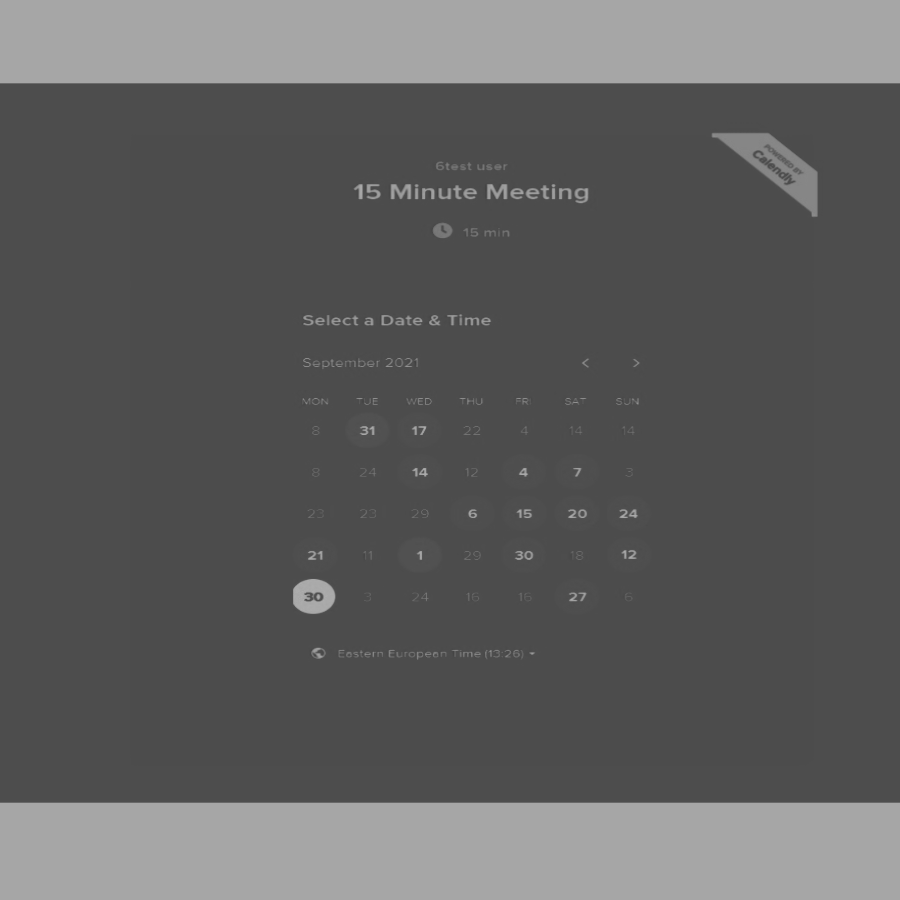 POWERED BY
Calendly
6test user
15 Minute Meeting
15 min
Select a Date & Time
September 2021 < >
MON TUE WED THU FRI SAT SUN
8 31 17 22 4 14 14
8 24 14 12 4 7 3
23 23 29 6 15 20 24
21 11 1 29 30 18 12
30 3 24 16 16 27 6
Eastern European Time (13:26)